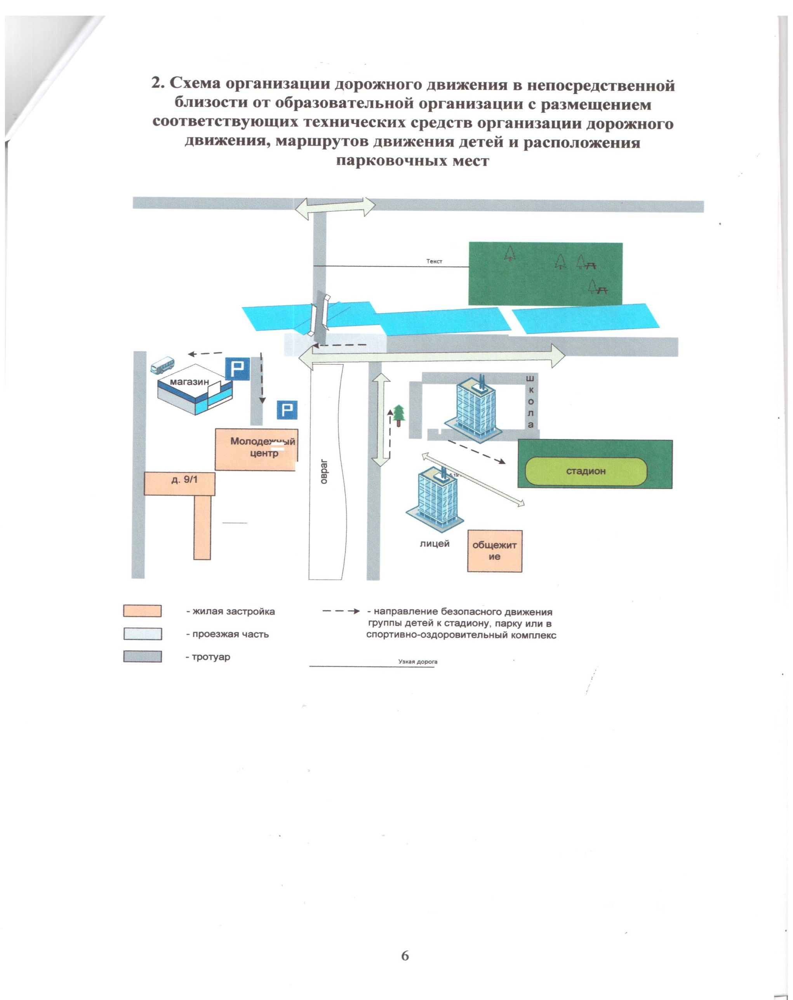 2. Схема организации дорожного движения в непосредственной
близости от образовательной организации с размещением
соответствующих технических средств организации дорожного
движения, маршрутов движения детей и расположения
парковочных мест
Текст
магазин
P
P
школа
Молодежный
центр
стадион
д. 9/1
овраг
5.19.
лицей
общежит
ие
- жилая застройка
- проезжая часть
- тротуар
- направление безопасного движения
группы детей к стадиону, парку или в
спортивно-оздоровительный комплекс
Узкая дорога
6